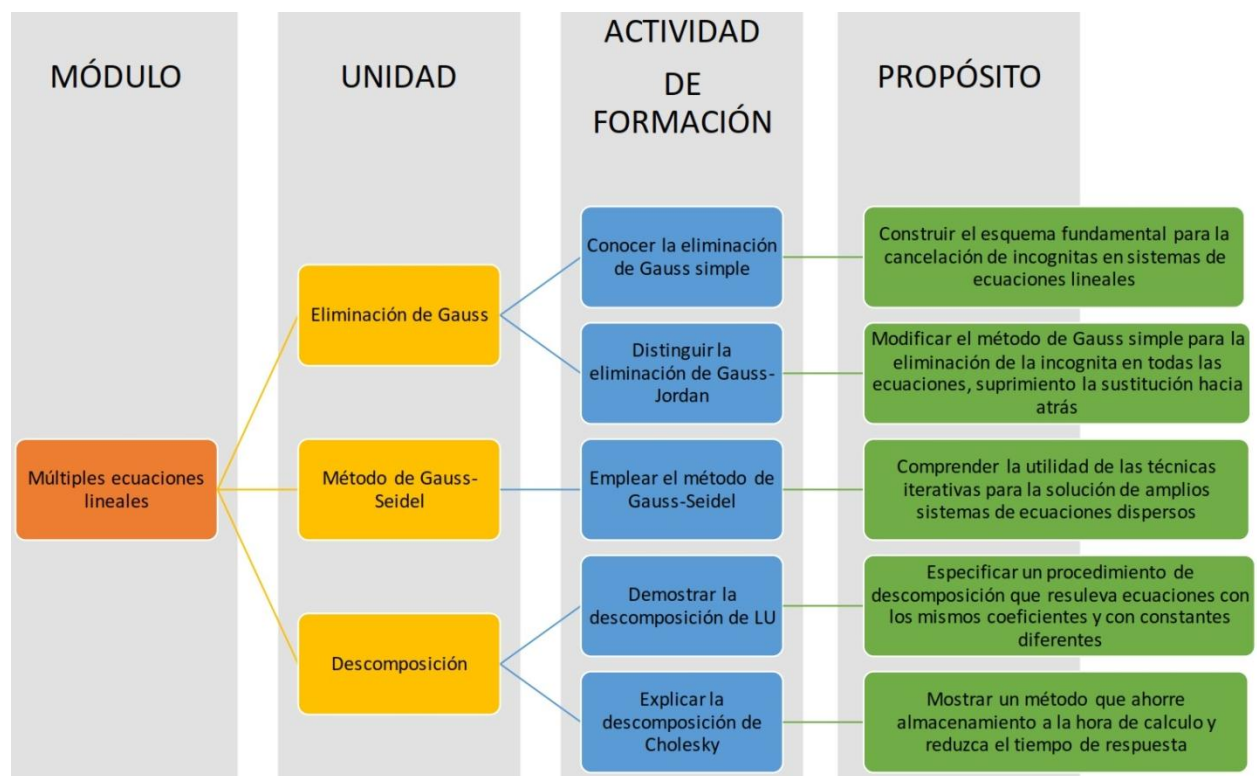 MÓDULO
UNIDAD
ACTIVIDAD
DE
FORMACIÓN
PROPÓSITO
Múltiples ecuaciones
lineales
Eliminación de Gauss
Conocer la eliminación
de Gauss simple
Construir el esquema fundamental para la
cancelación de incognitas en sistemas de
ecuaciones lineales
Distinguir la
eliminación de Gauss-
Jordan
Modificar el método de Gauss simple para la
eliminación de la incognita en todas las
ecuaciones, suprimiento la sustitución hacia
atrás
Método de Gauss-
Seidel
Emplear el método de
Gauss-Seidel
Comprender la utilidad de las técnicas
iterativas para la solución de amplios
sistemas de ecuaciones dispersos
Descomposición
Demostrar la
descomposición de LU
Especificar un procedimiento de
descomposición que resuleva ecuaciones con
los mismos coeficientes y con constantes
diferentes
Explicar la
descomposición de
Cholesky
Mostrar un método que ahorre
almacenamiento a la hora de calculo y
reduzca el tiempo de respuesta